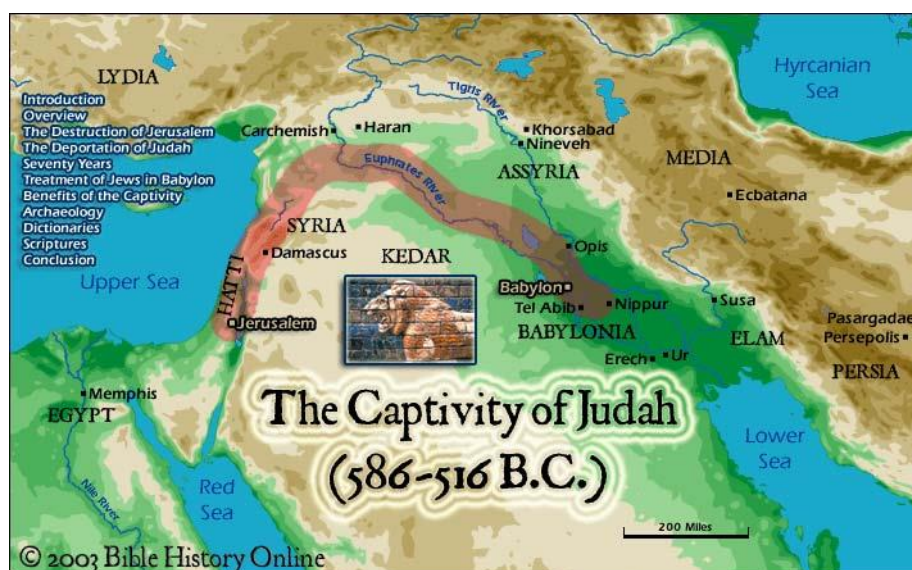 LYDIA
Introduction
Overview
The Destruction of Jerusalem
The Deportation of Judah
Seventy Years
Treatment of Jews in Babylon
Benefits of the Captivity
Archaeology
Dictionaries
Scriptures
Conclusion
Hyrcanian
Sea
Tigris River
Carchemish
Haran
Khorsabad
Nineveh
ASSYRIA
MEDIA
Euphrates River
Ecbatana
SYRIA
Damascus
KEDAR
Opis
Upper Sea
HATTI
Babylon
Tel Abib
Nippur
BABYLONIA
Susa
ELAM
Jerusalem
Erech
Ur
Pasargadae
Persepolis
PERSIA
Memphis
EGYPT
Nile River
Red
Sea
Lower
Sea
The Captivity of Judah
(586-516 B.C.)
200 Miles
© 2003 Bible History Online